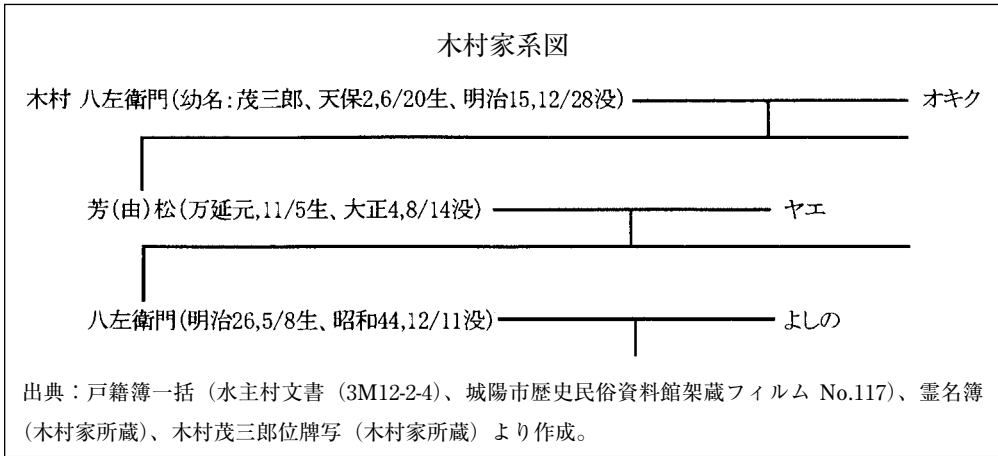 木村家系図
木村 八左衛門(幼名:茂三郎、天保2,6/20生、明治15,12/28没) オキク
芳(由)松(万延元,11/5生、大正4,8/14没) ヤエ
八左衛門(明治26,5/8生、昭和44,12/11没) よしの
出典：戸籍簿一括（水主村文書（3M12-2-4）、城陽市歴史民俗資料館架蔵フィルム No.117）、霊名簿
（木村家所蔵）、木村茂三郎位牌写（木村家所蔵）より作成。